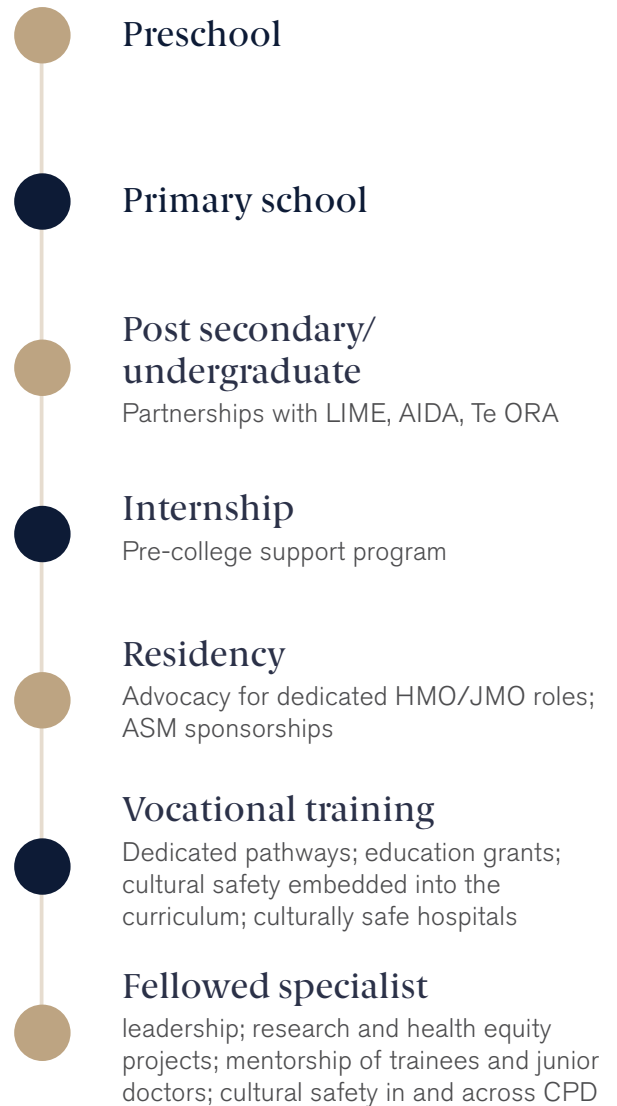 Preschool
Primary school
Post secondary/
undergraduate
Partnerships with LIME, AIDA, Te ORA
Internship
Pre-college support program
Residency
Advocacy for dedicated HMO/JMO roles;
ASM sponsorships
Vocational training
Dedicated pathways; education grants;
cultural safety embedded into the
curriculum; culturally safe hospitals
Fellowed specialist
leadership; research and health equity
projects; mentorship of trainees and junior
doctors; cultural safety in and across CPD